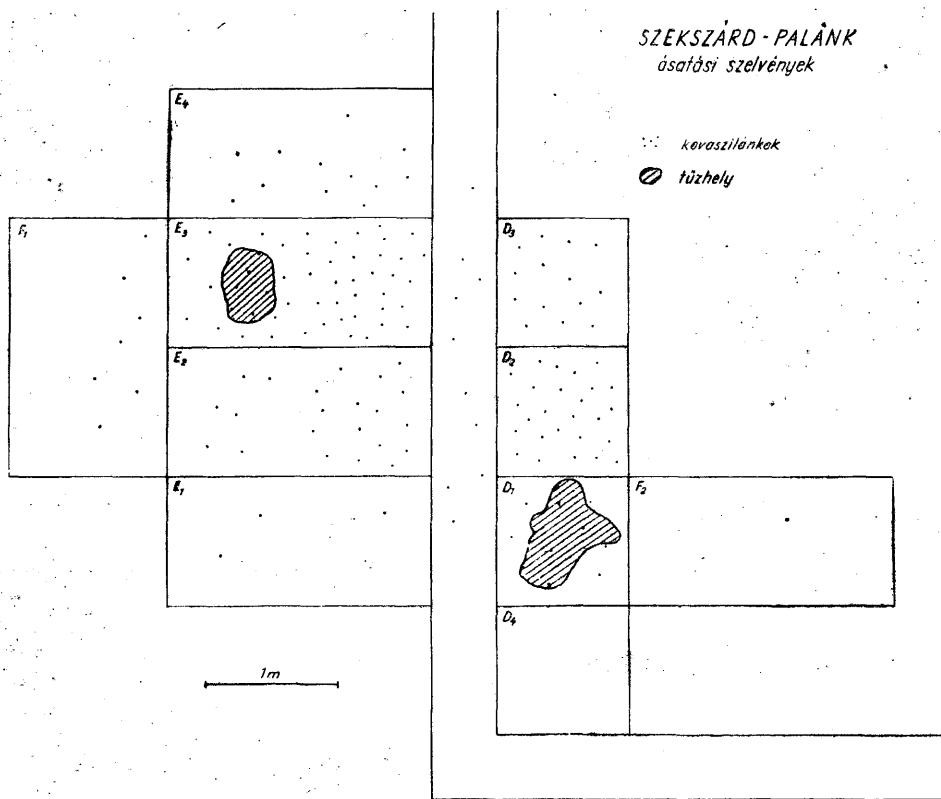 SZEKSZÁRD - PALÁNK
ásatási szelvények
kovaszilánkok
tűzhely
E4
F1
E3
D3
E2
D2
E1
D1
F2
D4
1m